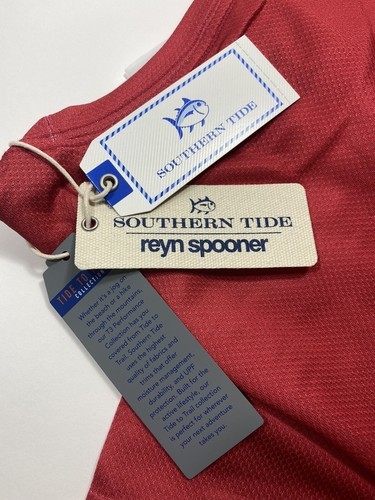 SOUTHERN TIDE
SOUTHERN TIDE
reyn spooner
TIDE TO
COLLECTION
Whether it's a jog on
the beach or a hike
through the mountains,
our T3 Performance
Collection has you
covered from Tide to
Trail. Southern Tide
uses the highest
quality of fabrics and
trims that offer
moisture management,
durability, and UPF
protection. Built for the
active lifestyle, our
Tide to Trail collection
is perfect for wherever
your next adventure
takes you.